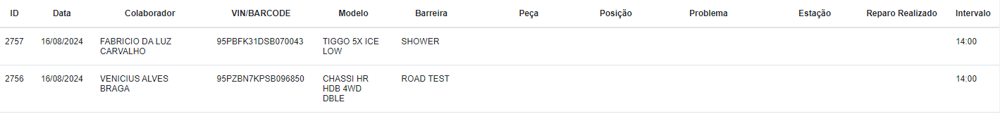 ID Data Colaborador VIN/BARCODE Modelo Barreira Peça Posição Problema Estação Reparo Realizado Intervalo
2757 16/08/2024 FABRICIO DA LUZ 95PBFK31DSB070043 TIGGO 5X ICE SHOWER 14:00
CARVALHO LOW
2756 16/08/2024 VENICIUS ALVES 95PZBN7KPSB096850 CHASSI HR ROAD TEST 14:00
BRAGA HDB 4WD
DBLE